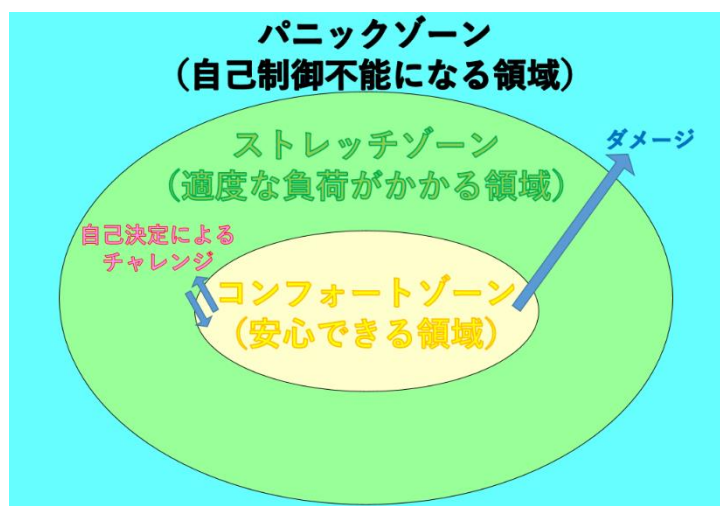 パニックゾーン
(自己制御不能になる領域)
ストレッチゾーン
(適度な負荷がかかる領域)
ダメージ
自己決定による
チャレンジ
コンフォートゾーン
(安心できる領域)